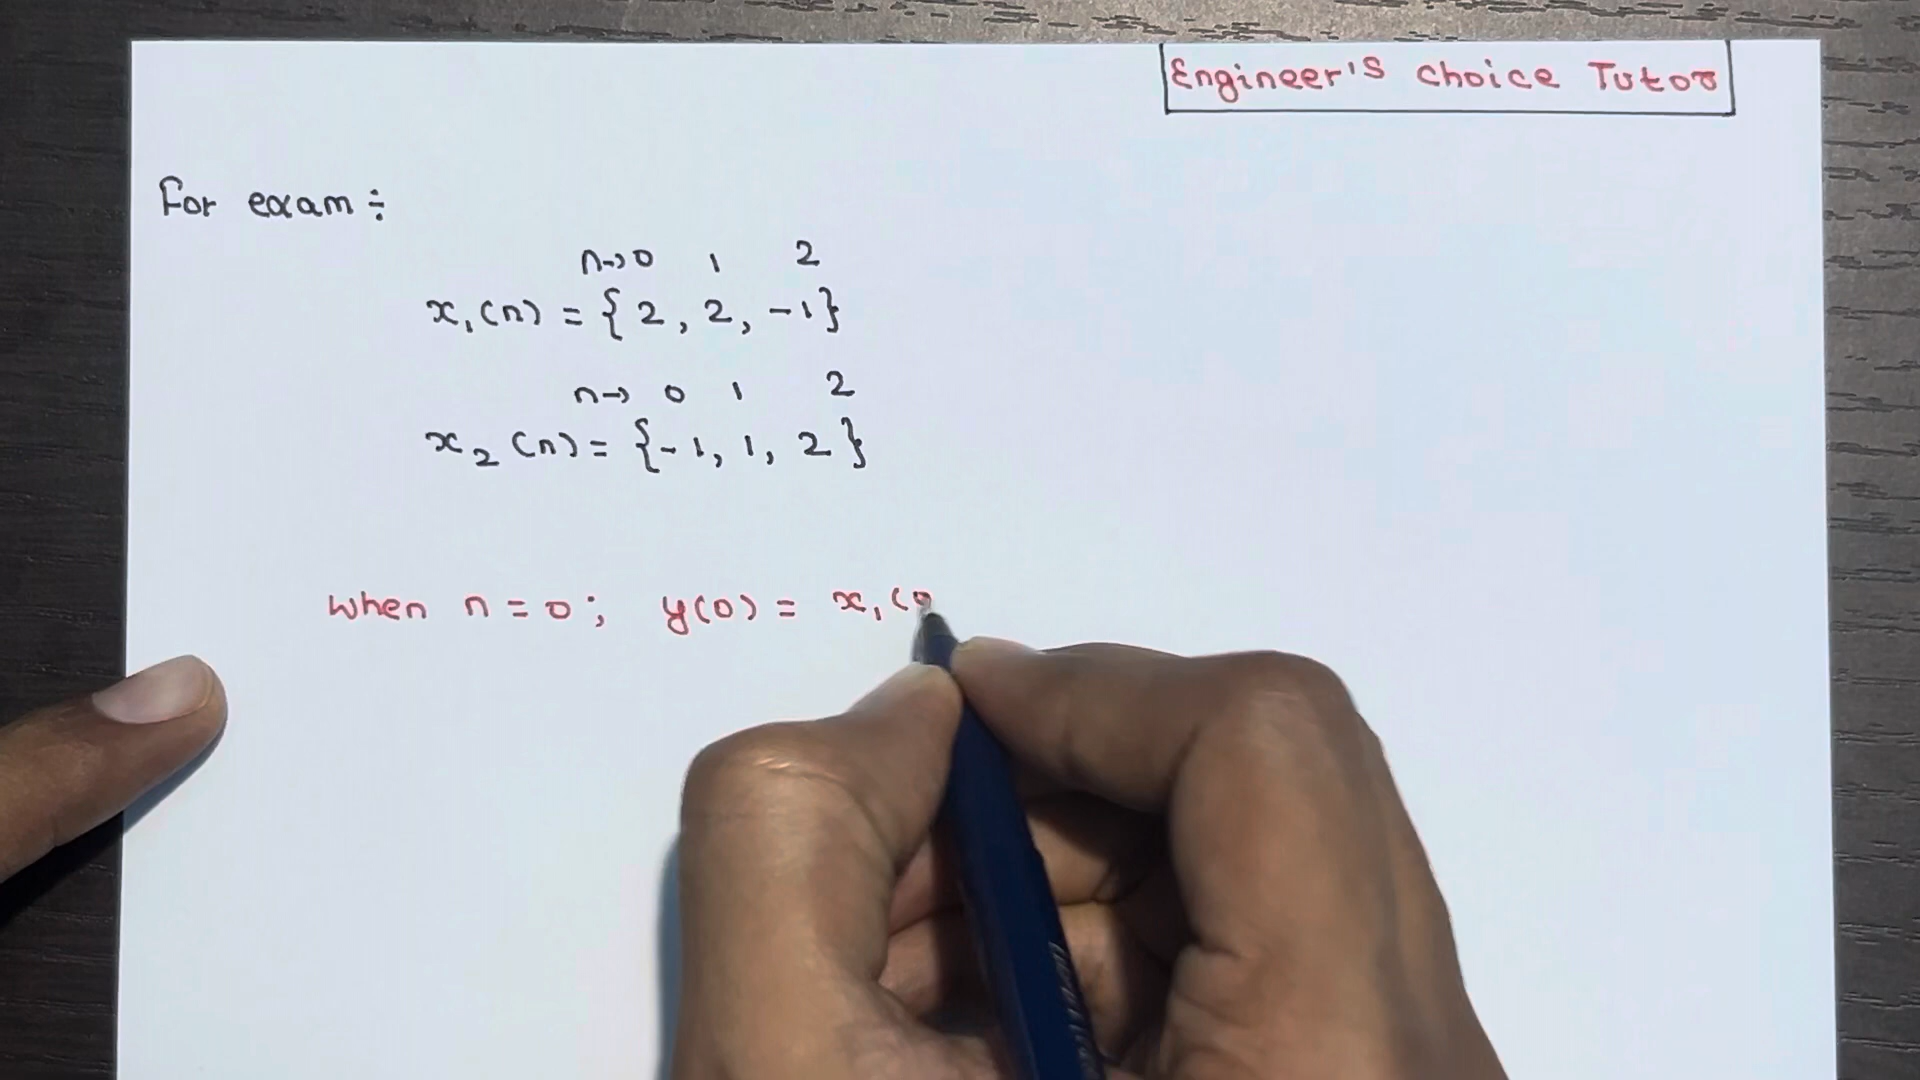 Engineer's choice Tutor
For exam ÷
n→0 1 2
x₁(n) = {2, 2, -1}
n→ 0 1 2
x₂(n) = {-1, 1, 2}
when n = 0; y(0) = x₁(0